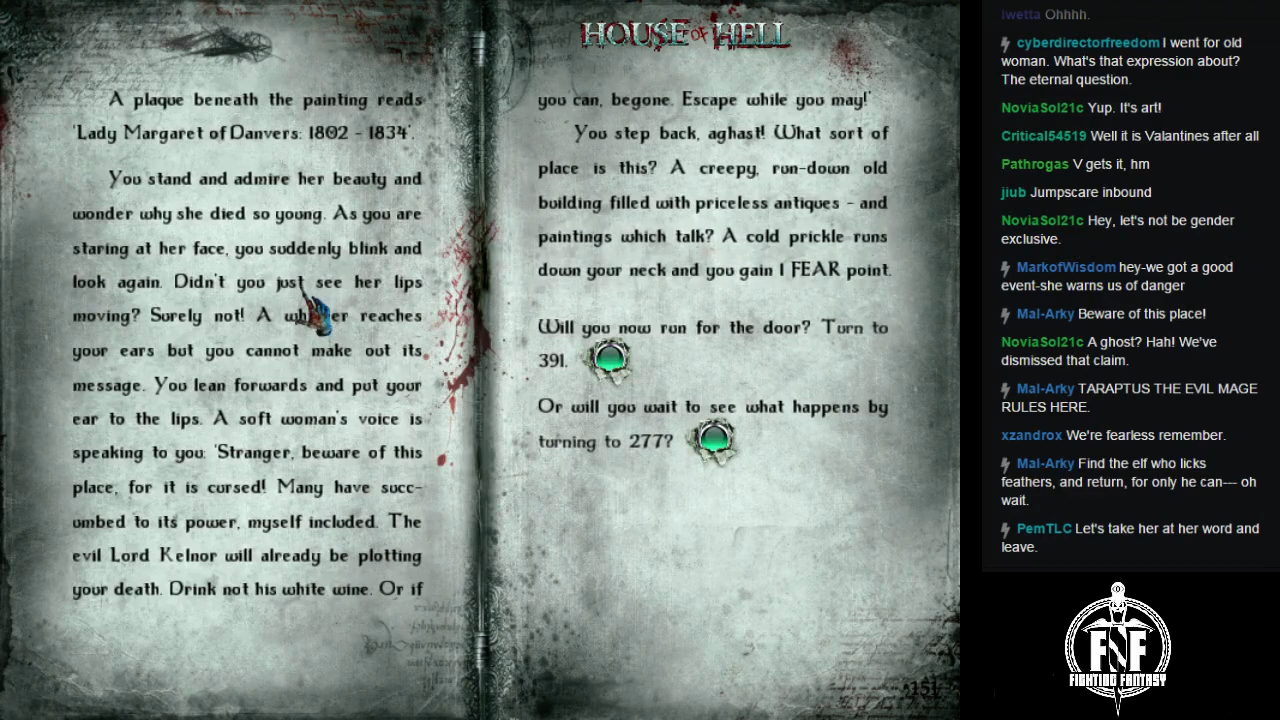 A plaque beneath the painting reads
'Lady Margaret of Danvers: 1802 - 1834'.
You stand and admire her beauty and
wonder why she died so young. As you are
staring at her face, you suddenly blink and
look again. Didn't you just see her lips
moving? Surely not! A er reaches
your ears but you cannot make out its
message. You lean forwards and put your
ear to the lips. A soft woman's voice is
speaking to you: 'Stranger, beware of this
place, for it is cursed! Many have succ-
umbed to its power, myself included. The
evil Lord Kelnor will already be plotting
your death. Drink not his white wine. Or if
HOUSE OF HELL
you can, begone. Escape while you may!'
You step back, aghast! What sort of
place is this? A creepy, run-down old
building filled with priceless antiques - and
paintings which talk? A cold prickle runs
down your neck and you gain 1 FEAR point.
Will you now run for the door? Turn to
391.
Or will you wait to see what happens by
turning to 277?
151
Iwetta Ohhhh.
cyberdirectorfreedom I went for old
woman. What's that expression about?
The eternal question.
NoviaSol21c Yup. It's art!
Critical54519 Well it is Valantines after all
Pathrogas V gets it, hm
jiub Jumpscare inbound
NoviaSol21c Hey, let's not be gender
exclusive.
MarkofWisdom hey-we got a good
event-she warns us of danger
Mal-Arky Beware of this place!
NoviaSol21c A ghost? Hah! We've
dismissed that claim.
Mal-Arky TARAPTUS THE EVIL MAGE
RULES HERE.
xzandrox We're fearless remember.
Mal-Arky Find the elf who licks
feathers, and return, for only he can--- oh
wait.
PemTLC Let's take her at her word and
leave.
FF
FIGHTING FANTASY